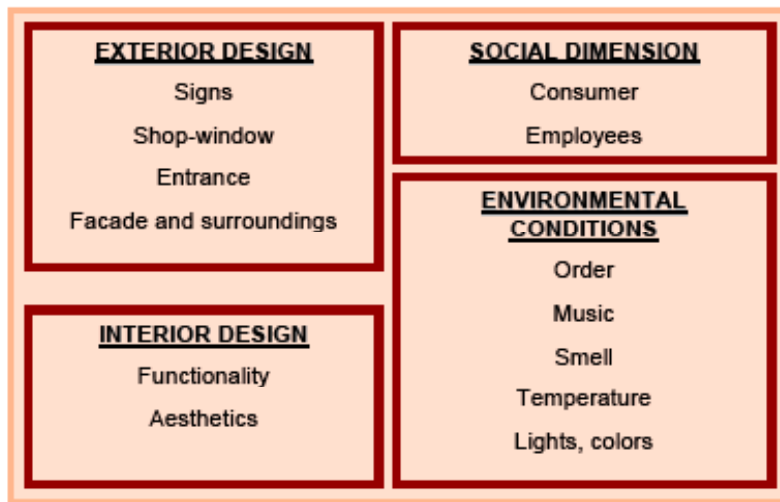 EXTERIOR DESIGN
Signs
Shop-window
Entrance
Facade and surroundings
INTERIOR DESIGN
Functionality
Aesthetics
SOCIAL DIMENSION
Consumer
Employees
ENVIRONMENTAL
CONDITIONS
Order
Music
Smell
Temperature
Lights, colors